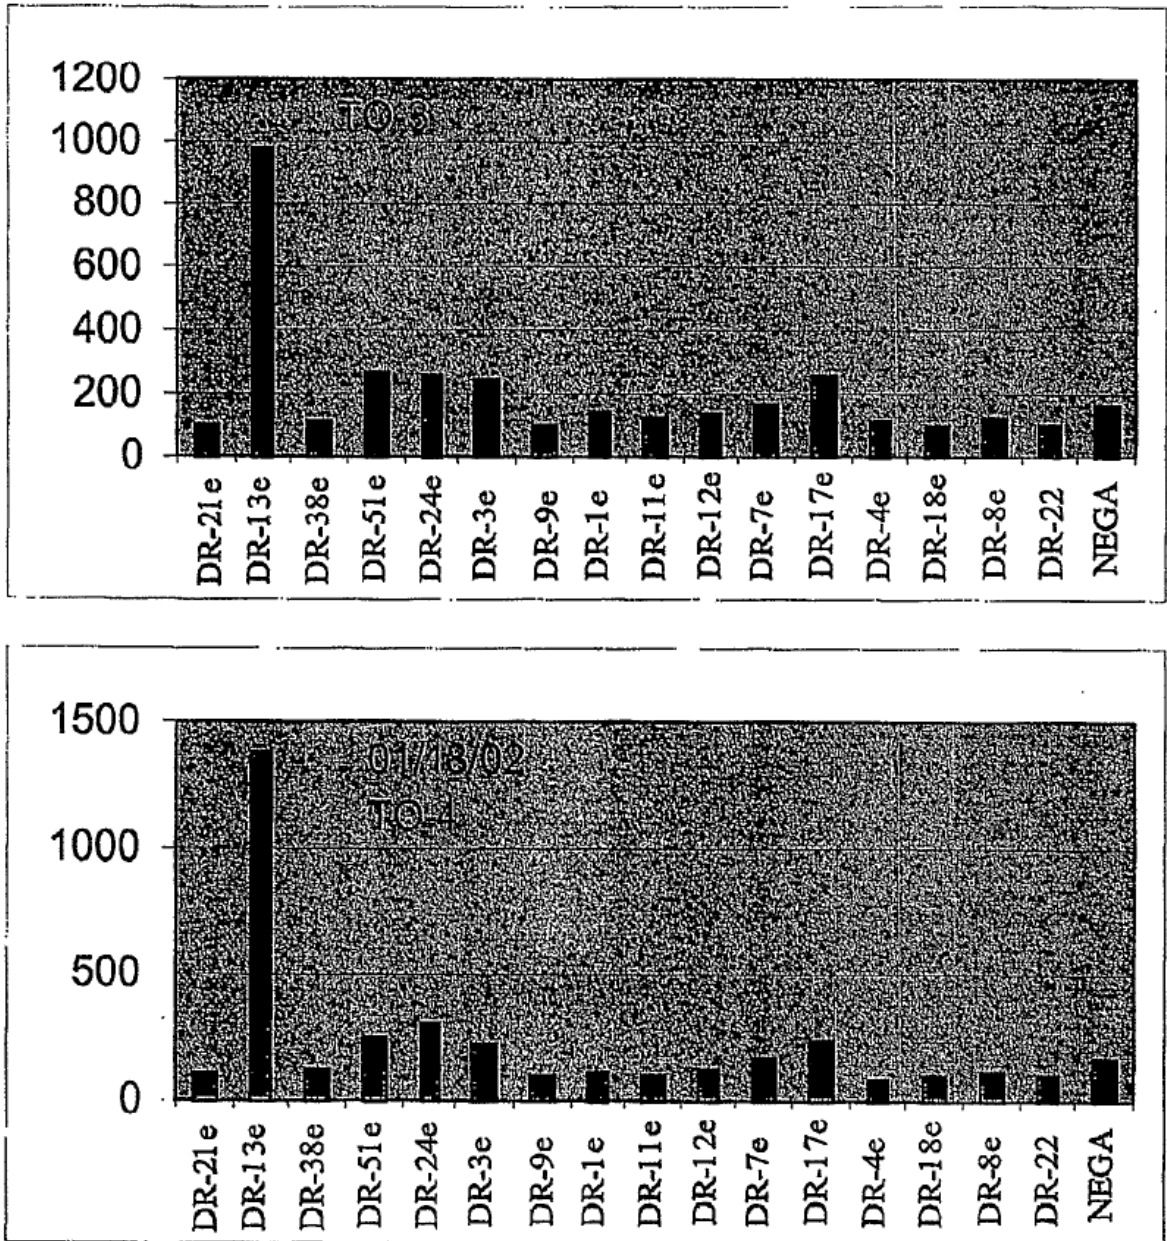 1200
1000
800
600
400
200
0
TO-3
DR-21e
DR-13e
DR-38e
DR-51e
DR-24e
DR-3e
DR-9e
DR-1e
DR-11e
DR-12e
DR-7e
DR-17e
DR-4e
DR-18e
DR-8e
DR-22
NEGA
1500
1000
500
0
01/18/02
TO-4
DR-21e
DR-13e
DR-38e
DR-51e
DR-24e
DR-3e
DR-9e
DR-1e
DR-11e
DR-12e
DR-7e
DR-17e
DR-4e
DR-18e
DR-8e
DR-22
NEGA